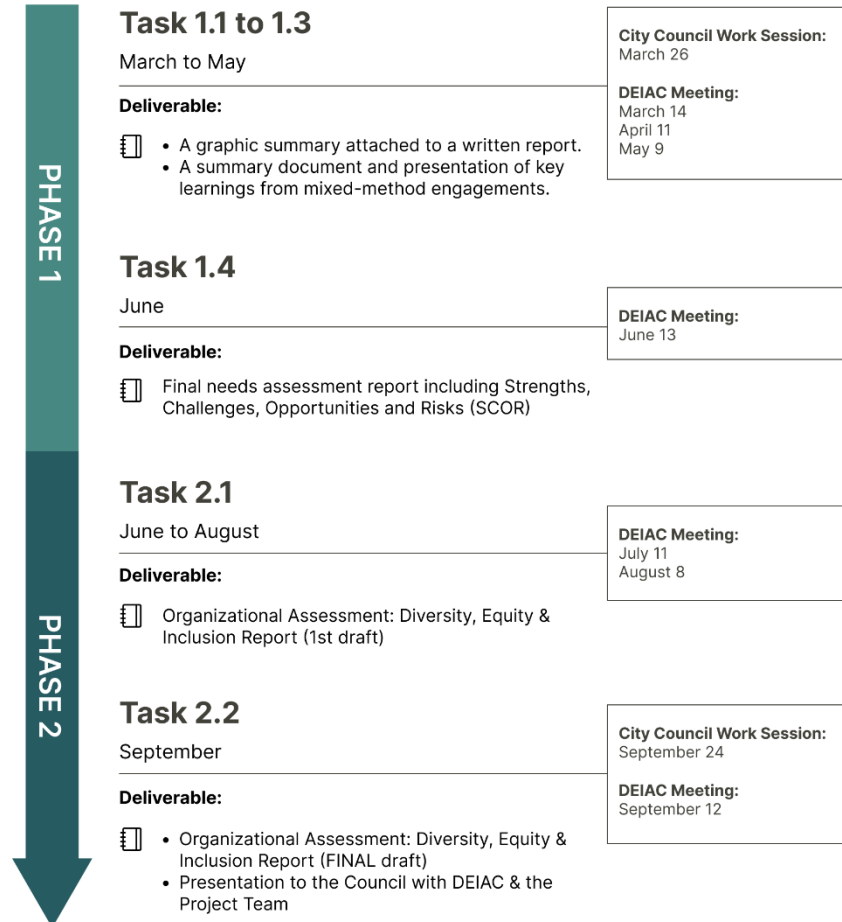 PHASE 1
Task 1.1 to 1.3
March to May
City Council Work Session:
March 26
DEIAC Meeting:
March 14
April 11
May 9
Deliverable:
• A graphic summary attached to a written report.
• A summary document and presentation of key
learnings from mixed-method engagements.
Task 1.4
June
DEIAC Meeting:
June 13
Deliverable:
Final needs assessment report including Strengths,
Challenges, Opportunities and Risks (SCOR)
PHASE 2
Task 2.1
June to August
DEIAC Meeting:
July 11
August 8
Deliverable:
Organizational Assessment: Diversity, Equity &
Inclusion Report (1st draft)
Task 2.2
September
City Council Work Session:
September 24
DEIAC Meeting:
September 12
Deliverable:
• Organizational Assessment: Diversity, Equity &
Inclusion Report (FINAL draft)
• Presentation to the Council with DEIAC & the
Project Team